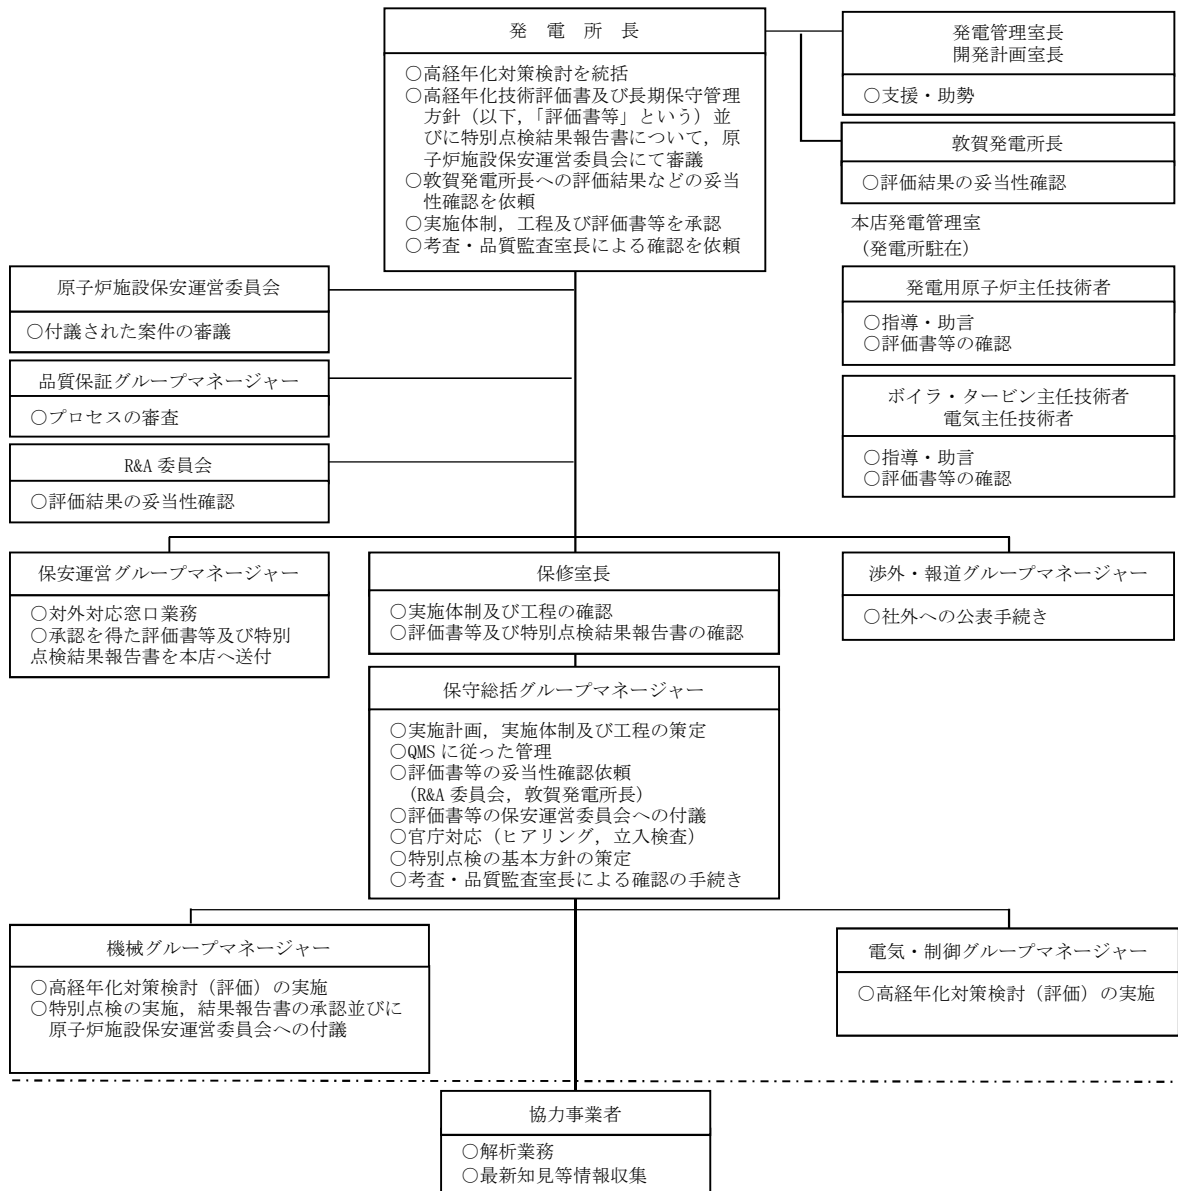 発 電 所 長
○高経年化対策検討を統括
○高経年化技術評価書及び長期保守管理
方針（以下，「評価書等」という）並
びに特別点検結果報告書について，原
子炉施設保安運営委員会にて審議
○敦賀発電所長への評価結果などの妥当
性確認を依頼
○実施体制，工程及び評価書等を承認
○考査・品質監査室長による確認を依頼
発電管理室長
開発計画室長
○支援・助勢
敦賀発電所長
○評価結果の妥当性確認
本店発電管理室
（発電所駐在）
原子炉施設保安運営委員会
○付議された案件の審議
発電用原子炉主任技術者
○指導・助言
○評価書等の確認
品質保証グループマネージャー
○プロセスの審査
ボイラ・タービン主任技術者
電気主任技術者
○指導・助言
○評価書等の確認
R&A 委員会
○評価結果の妥当性確認
保安運営グループマネージャー
○対外対応窓口業務
○承認を得た評価書等及び特別
点検結果報告書を本店へ送付
保修室長
○実施体制及び工程の確認
○評価書等及び特別点検結果報告書の確認
渉外・報道グループマネージャー
○社外への公表手続き
保守総括グループマネージャー
○実施計画，実施体制及び工程の策定
○QMS に従った管理
○評価書等の妥当性確認依頼
（R&A 委員会，敦賀発電所長）
○評価書等の保安運営委員会への付議
○官庁対応（ヒアリング，立入検査）
○特別点検の基本方針の策定
○考査・品質監査室長による確認の手続き
機械グループマネージャー
○高経年化対策検討（評価）の実施
○特別点検の実施，結果報告書の承認並びに
原子炉施設保安運営委員会への付議
電気・制御グループマネージャー
○高経年化対策検討（評価）の実施
協力事業者
○解析業務
○最新知見等情報収集